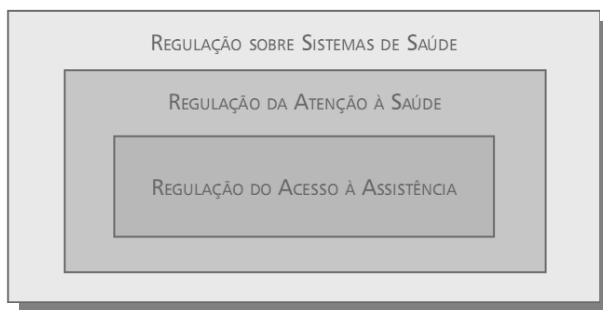 Regulação sobre Sistemas de Saúde
Regulação da Atenção à Saúde
Regulação do Acesso à Assistência